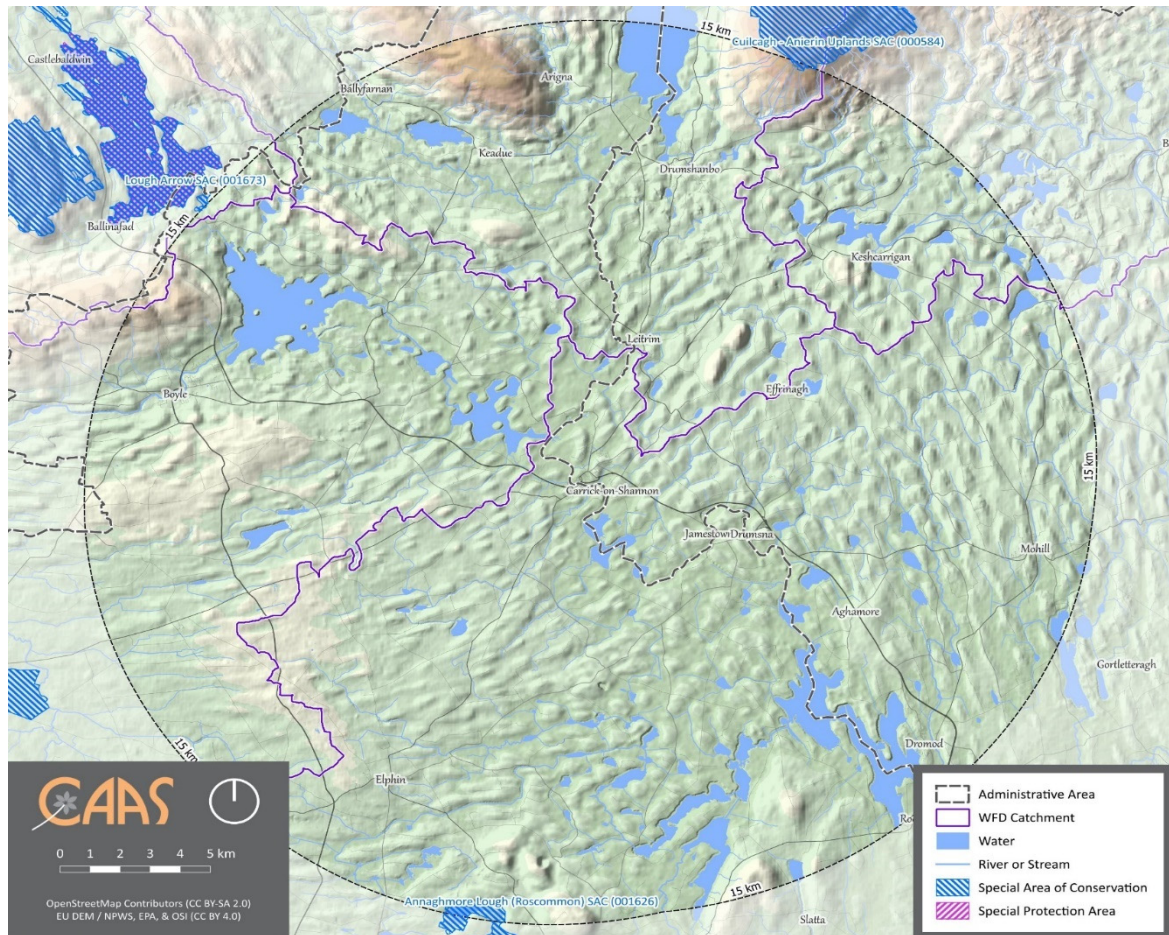 15 km
Cuilcagh - Anierin Uplands SAC (000584)
Castlebaldwin
Arigna
Ballyfarnan
Keadue
Drumshanbo
Lough Arrow SAC (001673)
Ballinafad
15 km
Keshcarrigan
Leitrim
Effrinagh
Boyle
15 km
Carrick-on-Shannon
Jamestown
Drumsna
Mohill
Aghamore
Gortletteragh
15 km
Dromod
Elphin
CAAS
0 1 2 3 4 5 km
OpenStreetMap Contributors (CC BY-SA 2.0)
EU DEM / NPWS, EPA, & OSI (CC BY 4.0)
15 km
Annaghmore Lough (Roscommon) SAC (001626)
Slatta
Administrative Area
WFD Catchment
Water
River or Stream
Special Area of Conservation
Special Protection Area